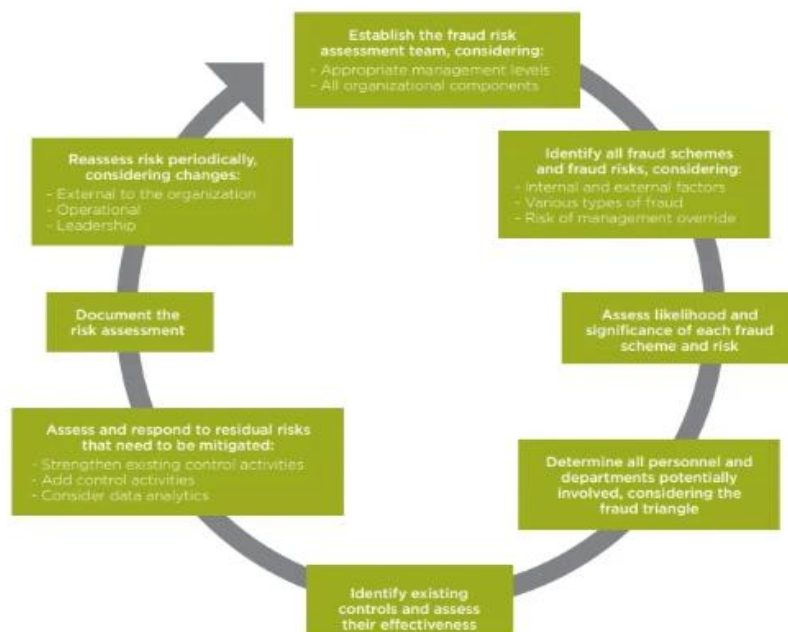 Establish the fraud risk
assessment team, considering:
- Appropriate management levels
- All organizational components
Identify all fraud schemes
and fraud risks, considering:
- Internal and external factors
- Various types of fraud
- Risk of management override
Assess likelihood and
significance of each fraud
scheme and risk
Determine all personnel and
departments potentially
involved, considering the
fraud triangle
Identify existing
controls and assess
their effectiveness
Assess and respond to residual risks
that need to be mitigated:
- Strengthen existing control activities
- Add control activities
- Consider data analytics
Document the
risk assessment
Reassess risk periodically,
considering changes:
- External to the organization
- Operational
- Leadership